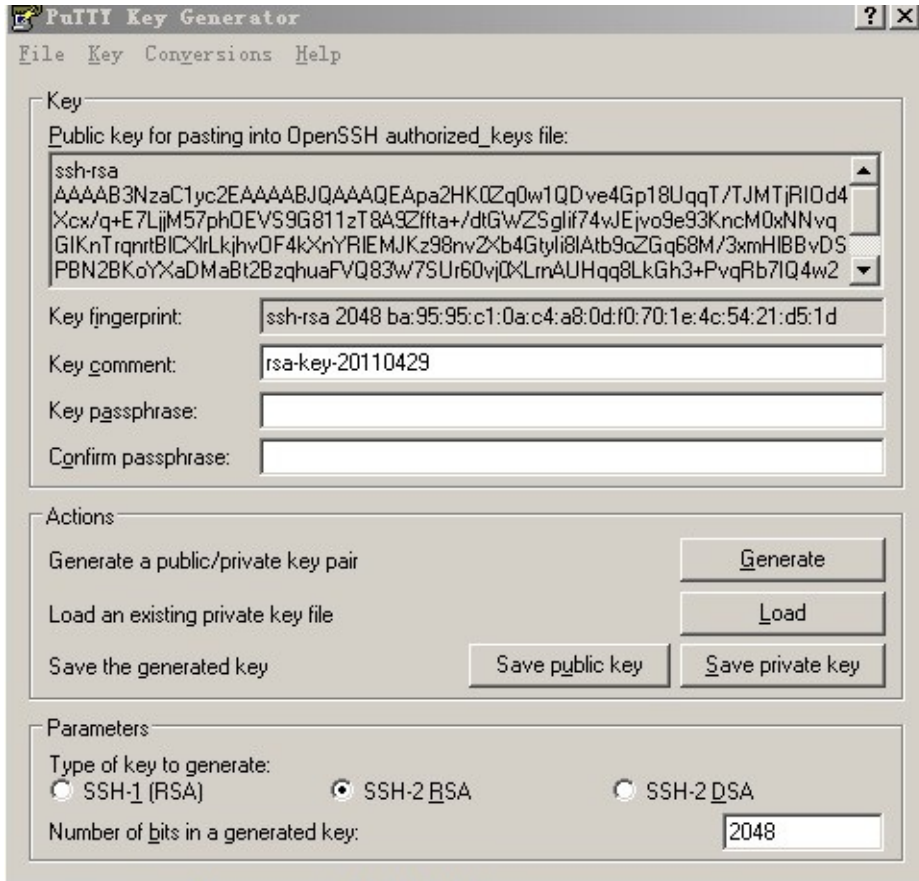 PuTTY Key Generator
File Key Conversions Help
Key
Public key for pasting into OpenSSH authorized_keys file:
ssh-rsa
AAAAB3NzaC1yc2EAAAABJQAAAQEApa2HK0Zq0w1QDve4Gp18UqqT/TJMTjRIOd4
Xcx/q+E7LjjM57phOEVS9G811zT8A9Zffta+/dtGWZSglif74vJEjvo9e93KncM0xNNvq
GIKnTrqnrtBICXIrLkjhvOF4kXnYRIEMJKz98nv2Xb4Gtyli8lAtb9oZGq68M/3xmHIBBvDS
PBN2BKoYXaDMaBt2BzqhuaFVQ83W7SUr60vj0XLrnAUHqq8LkGh3+PvqRb7IQ4w2
Key fingerprint: ssh-rsa 2048 ba:95:95:c1:0a:c4:a8:0d:f0:70:1e:4c:54:21:d5:1d
Key comment: rsa-key-20110429
Key passphrase:
Confirm passphrase:
Actions
Generate a public/private key pair Generate
Load an existing private key file Load
Save the generated key Save public key Save private key
Parameters
Type of key to generate:
SSH-1 (RSA) SSH-2 RSA SSH-2 DSA
Number of bits in a generated key: 2048